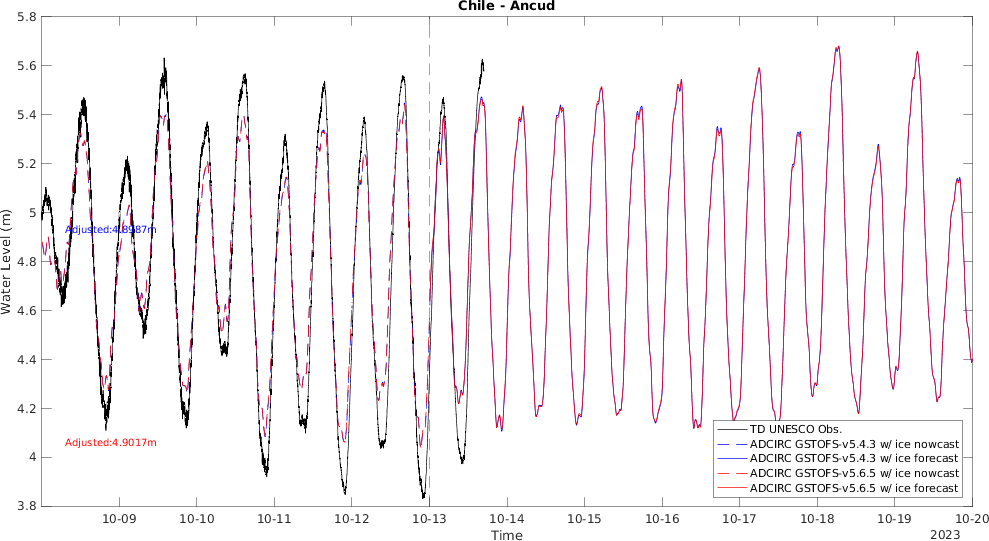 Chile - Ancud
5.8
5.6
5.4
5.2
5
4.8
4.6
4.4
4.2
4
3.8
Water Level (m)
Adjusted:4.8987m
Adjusted:4.9017m
TD UNESCO Obs.
ADCIRC GSTOFS-v5.4.3 w/ ice nowcast
ADCIRC GSTOFS-v5.4.3 w/ ice forecast
ADCIRC GSTOFS-v5.6.5 w/ ice nowcast
ADCIRC GSTOFS-v5.6.5 w/ ice forecast
10-09 10-10 10-11 10-12 10-13 10-14 10-15 10-16 10-17 10-18 10-19 10-20
Time
2023